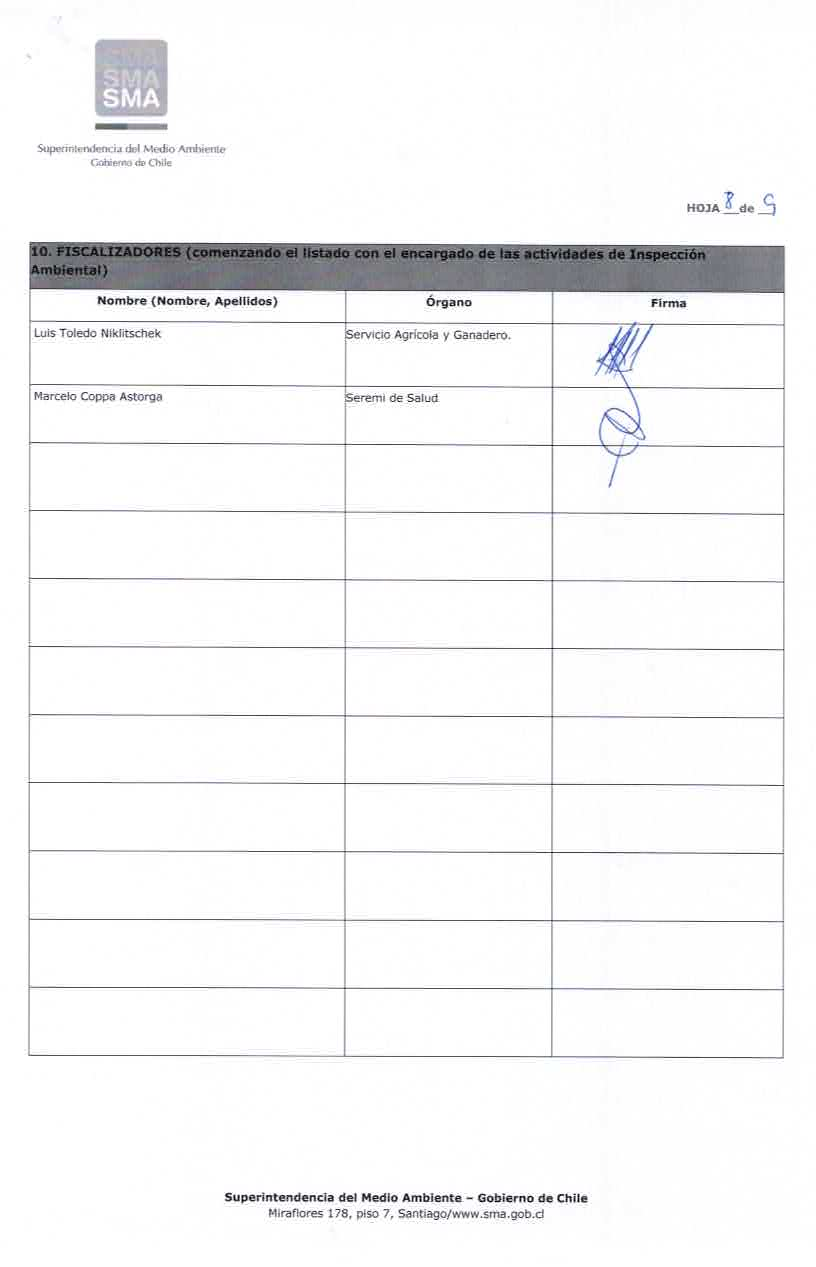 SMA
SMA
SMA
Superintendencia del Medio Ambiente
Gobierno de Chile
HOJA 8 de 9
10. FISCALIZADORES (comenzando el listado con el encargado de las actividades de Inspección
Ambiental)
Nombre (Nombre, Apellidos) Órgano Firma
Luis Toledo Niklitschek Servicio Agrícola y Ganadero.
Marcelo Coppa Astorga Seremi de Salud
Superintendencia del Medio Ambiente – Gobierno de Chile
Miraflores 178, piso 7, Santiago/www.sma.gob.cl